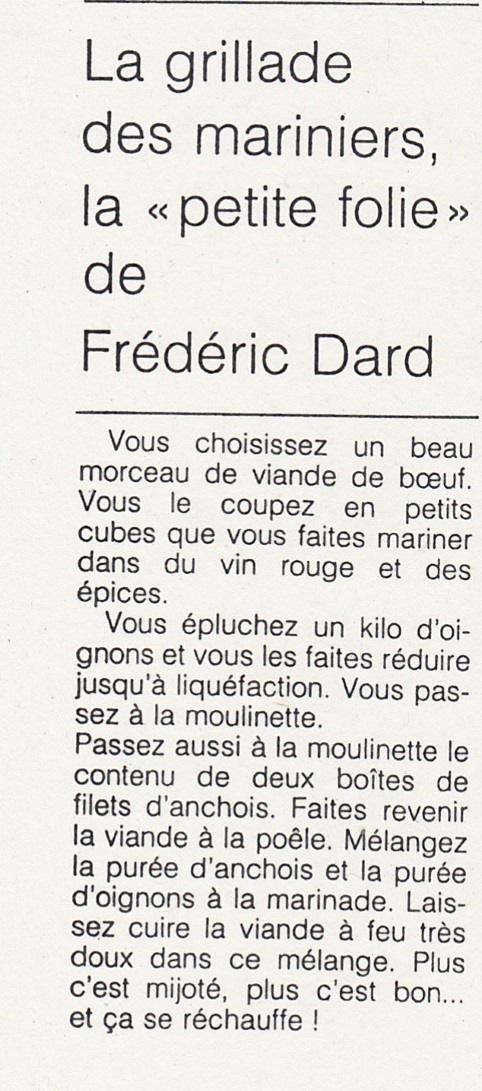 La grillade
des mariniers,
la « petite folie »
de
Frédéric Dard
Vous choisissez un beau
morceau de viande de bœuf.
Vous le coupez en petits
cubes que vous faites mariner
dans du vin rouge et des
épices.
Vous épluchez un kilo d'oi-
gnons et vous les faites réduire
jusqu'à liquéfaction. Vous pas-
sez à la moulinette.
Passez aussi à la moulinette le
contenu de deux boîtes de
filets d'anchois. Faites revenir
la viande à la poêle. Mélangez
la purée d'anchois et la purée
d'oignons à la marinade. Lais-
sez cuire la viande à feu très
doux dans ce mélange. Plus
c'est mijoté, plus c'est bon...
et ça se réchauffe !